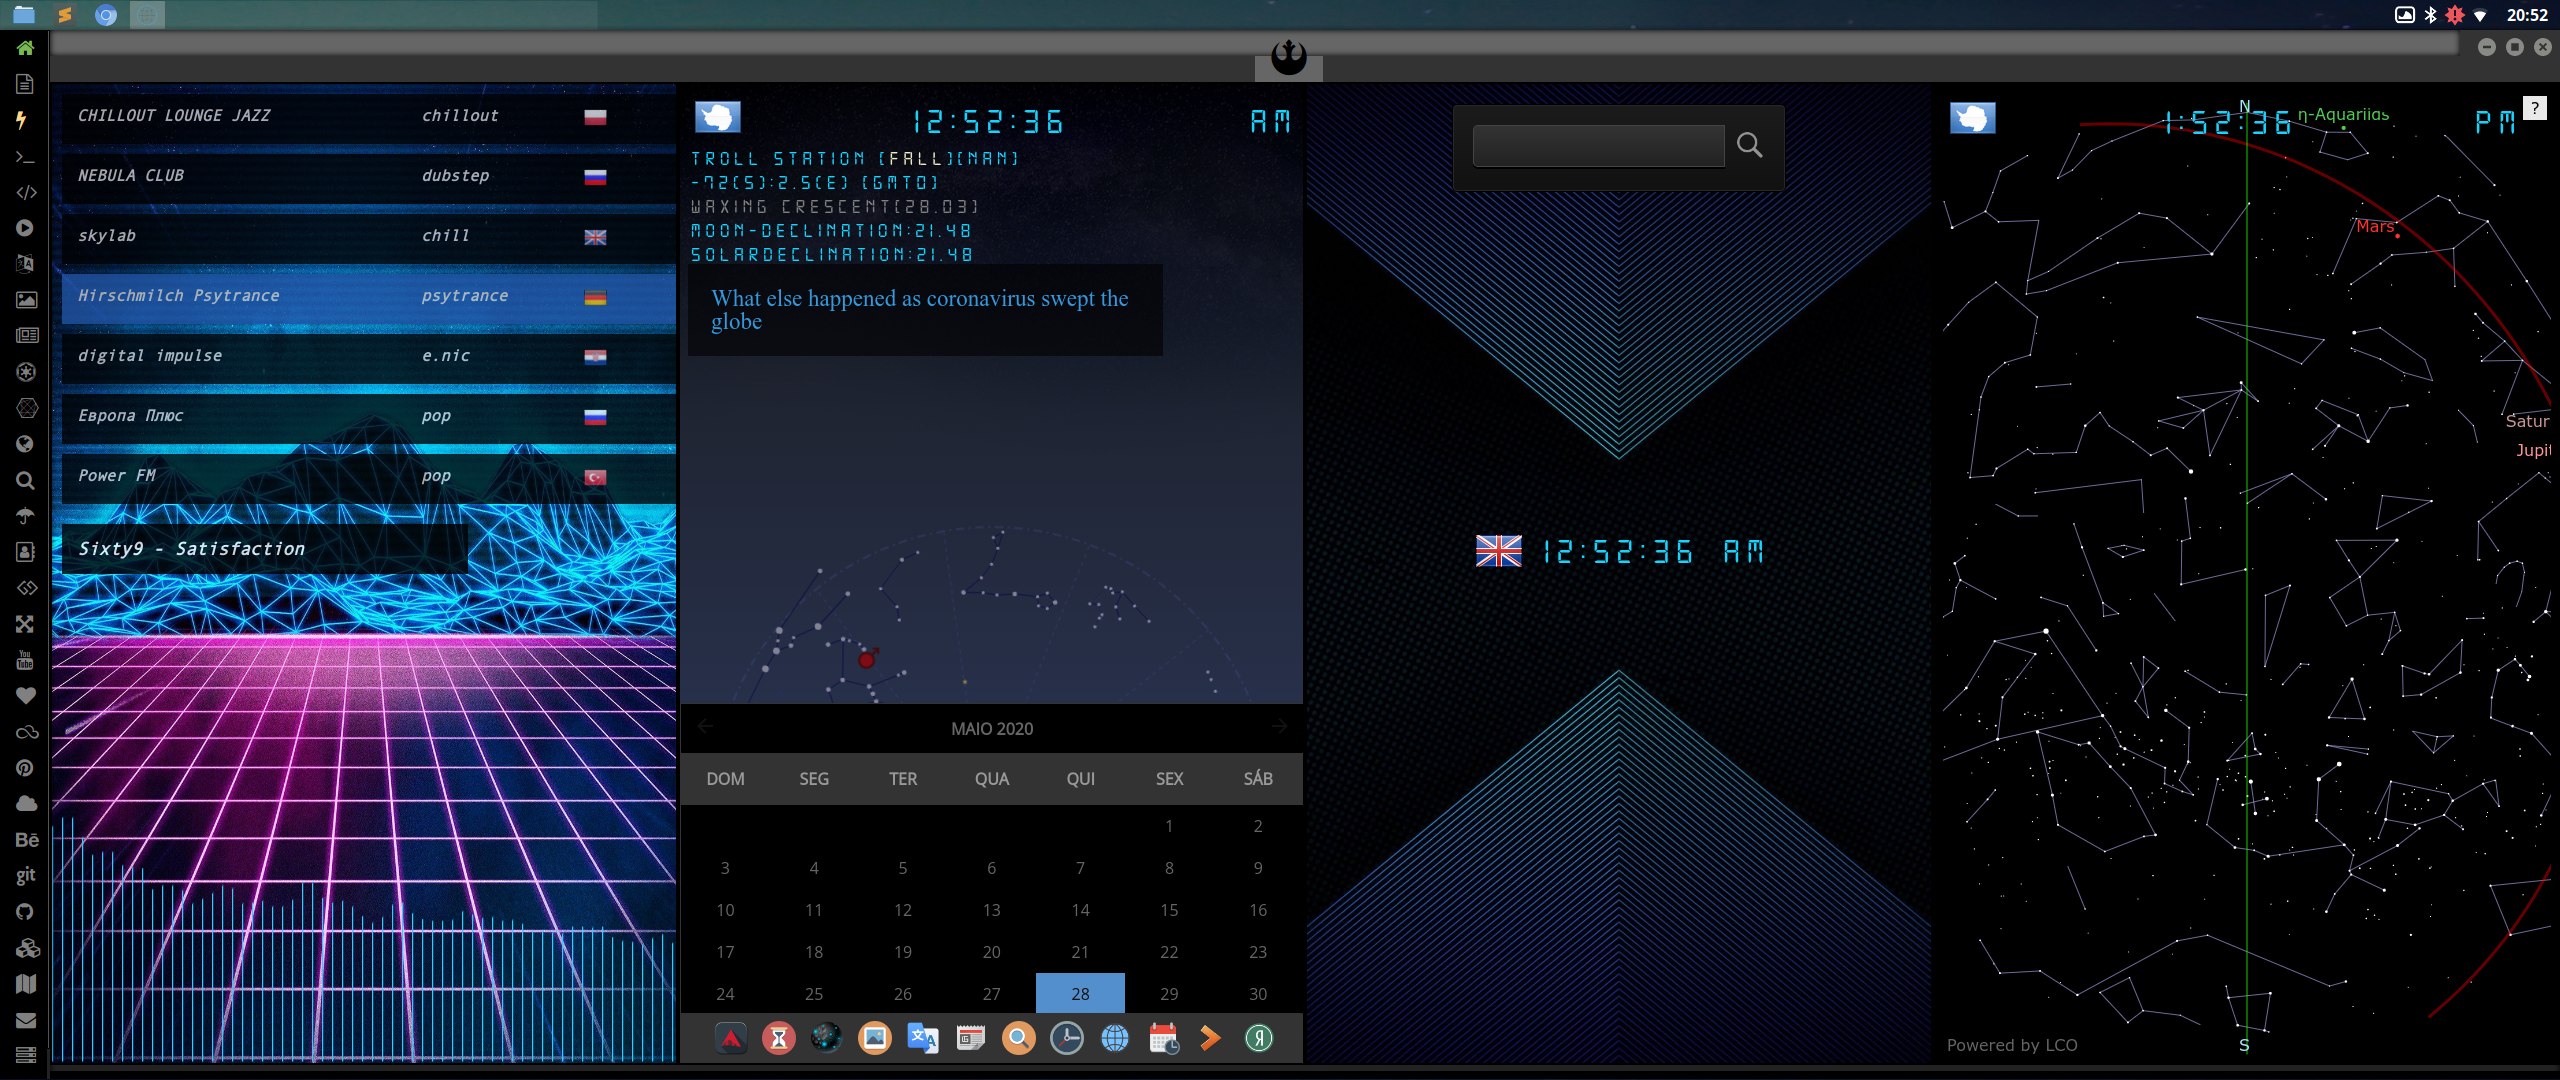 20:52
CHILLOUT LOUNGE JAZZ chillout
NEBULA CLUB dubstep
skylab chill
Hirschmilch Psytrance psytrance
digital impulse e.nic
Европа Плюс pop
Power FM pop
Sixty9 - Satisfaction
You
Tube
Bē
git
12:52:36 AM
TROLL STATION [FALL][NAN]
-72(S):2.5(E) [GMT0]
WAXING CRESCENT[28.03]
MOON-DECLINATION:21.48
SOLARDECLINATION:21.48
What else happened as coronavirus swept the
globe
MAIO 2020
DOM SEG TER QUA QUI SEX SÁB
1 2
3 4 5 6 7 8 9
10 11 12 13 14 15 16
17 18 19 20 21 22 23
24 25 26 27 28 29 30
12:52:36 AM
1:52:36 PM
?
N
η-Aquariids
Mars
Satur
Jupit
S
Powered by LCO